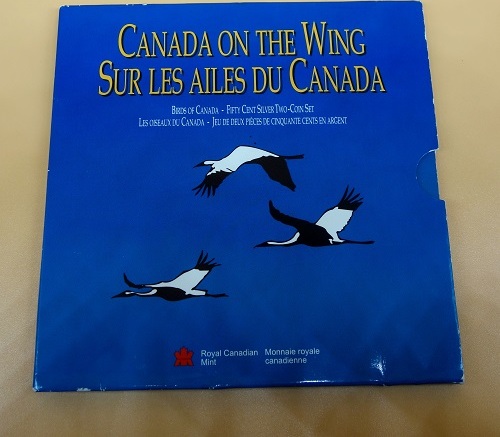 CANADA ON THE WING
SUR LES AILES DU CANADA
BIRDS OF CANADA – FIFTY CENT SILVER TWO-COIN SET
LES OISEAUX DU CANADA – JEU DE DEUX PIÈCES DE CINQUANTE CENTS EN ARGENT
Royal Canadian Monnaie royale
Mint canadienne